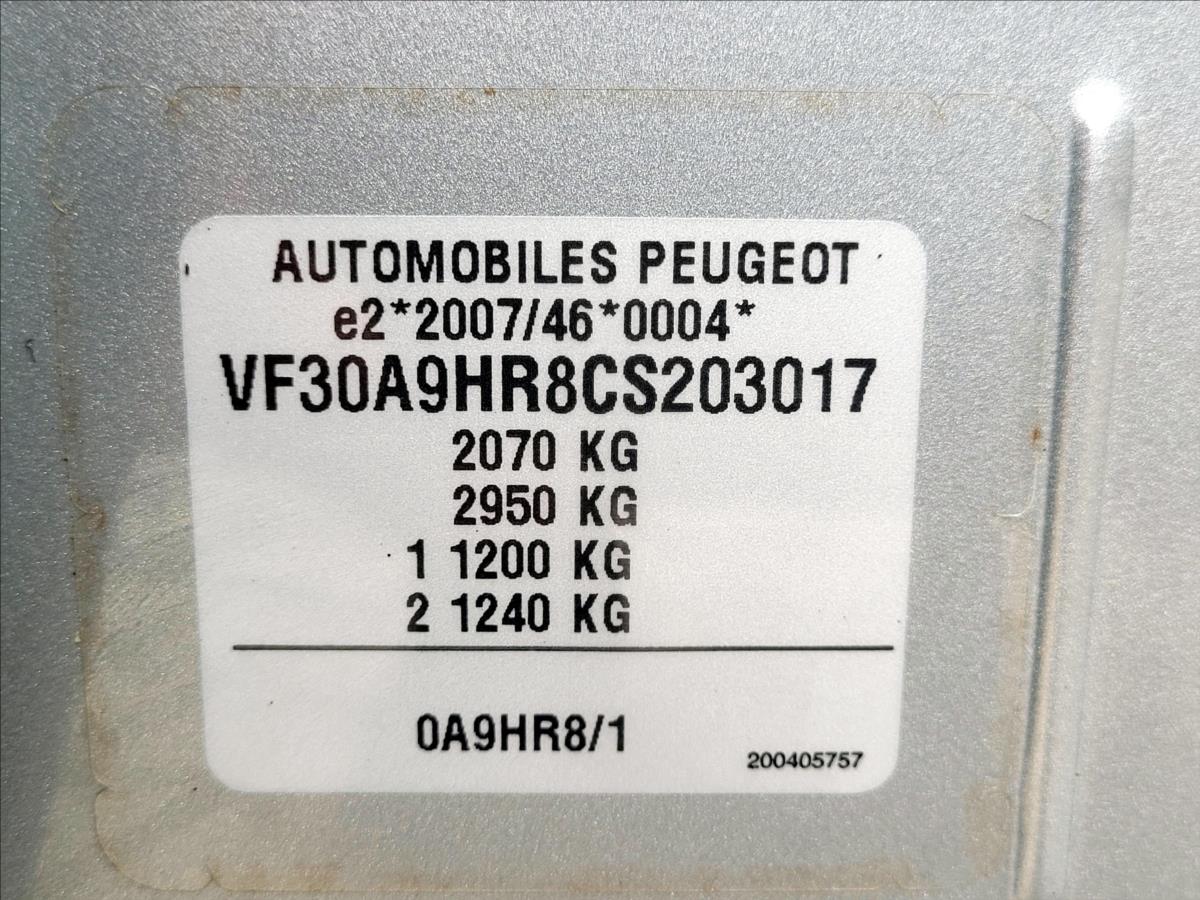 AUTOMOBILES PEUGEOT
e2*2007/46*0004*
VF30A9HR8CS203017
2070 KG
2950 KG
1 1200 KG
2 1240 KG
0A9HR8/1
200405757